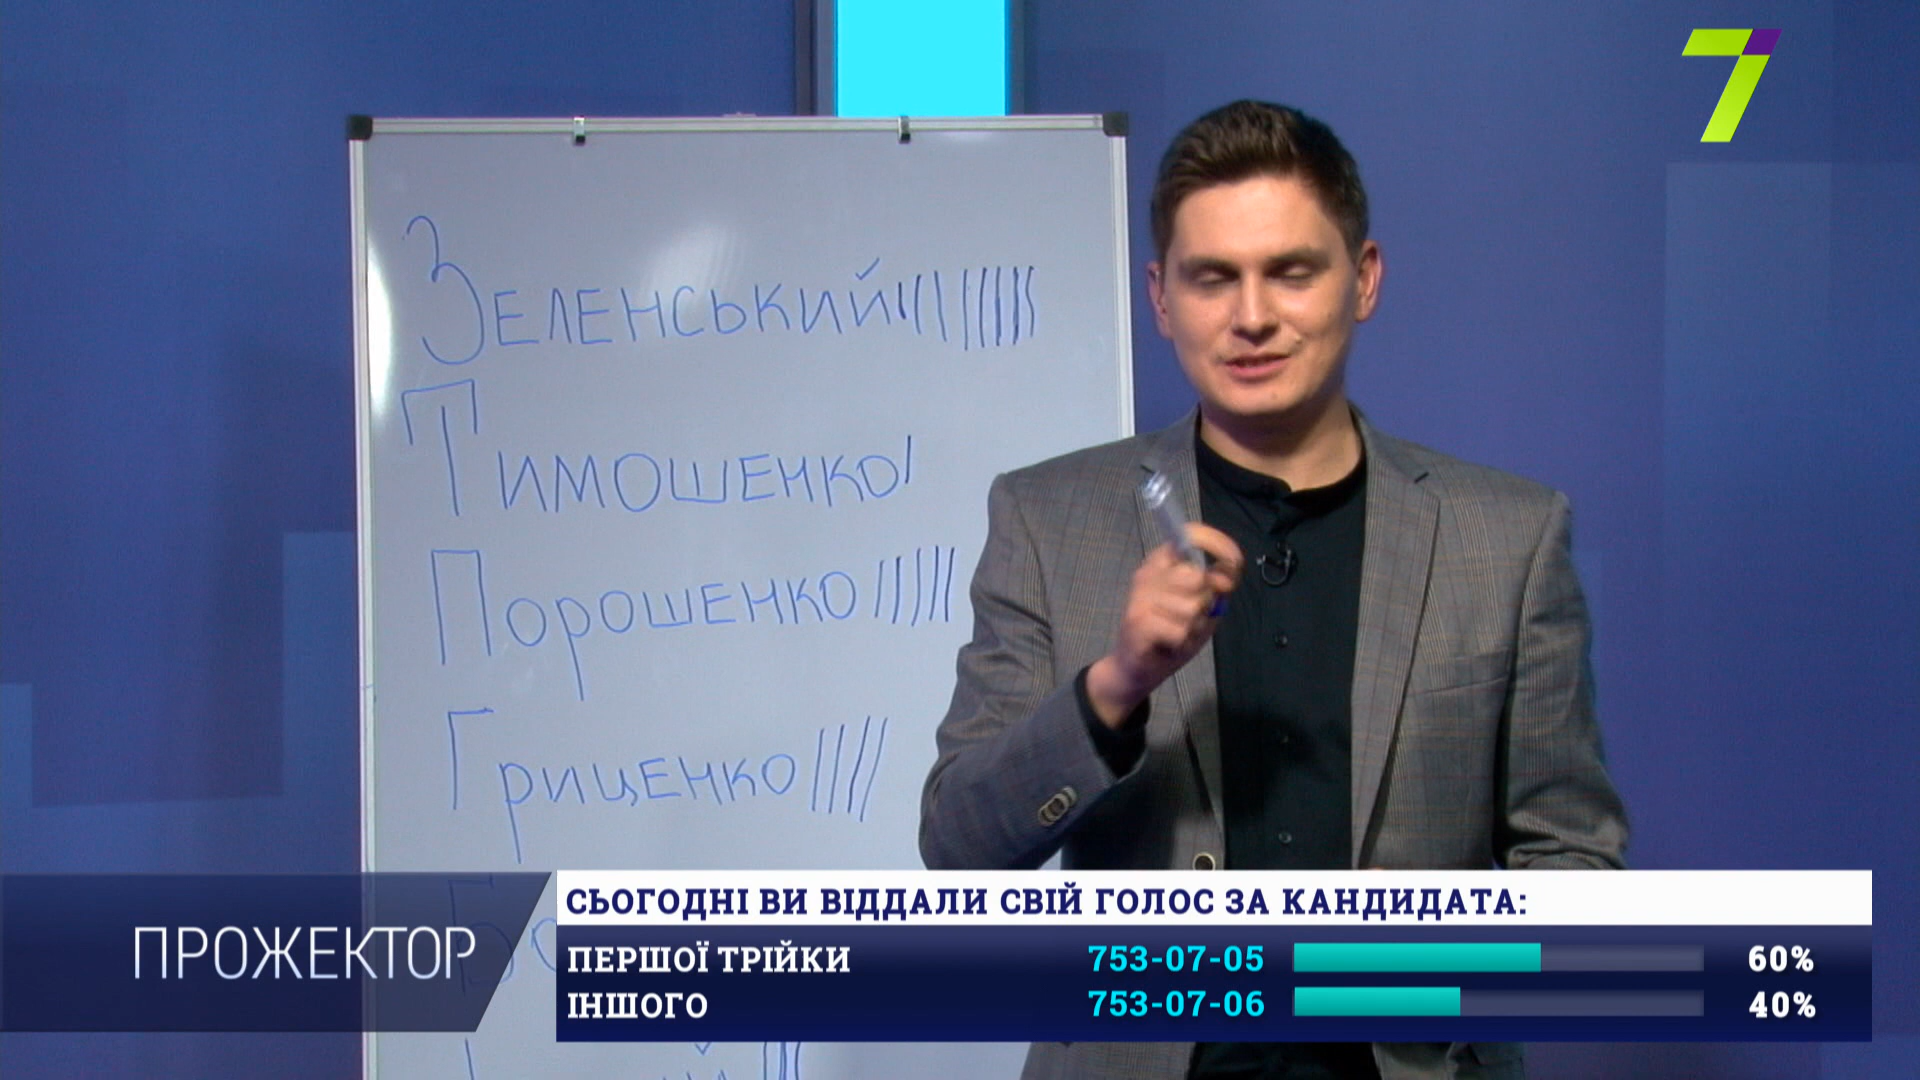 7
Зеленський
Тимошенко
Порошенко
Гриценко
ПРОЖЕКТОР
СЬОГОДНІ ВИ ВІДДАЛИ СВІЙ ГОЛОС ЗА КАНДИДАТА:
ПЕРШОЇ ТРІЙКИ 753-07-05 60%
ІНШОГО 753-07-06 40%